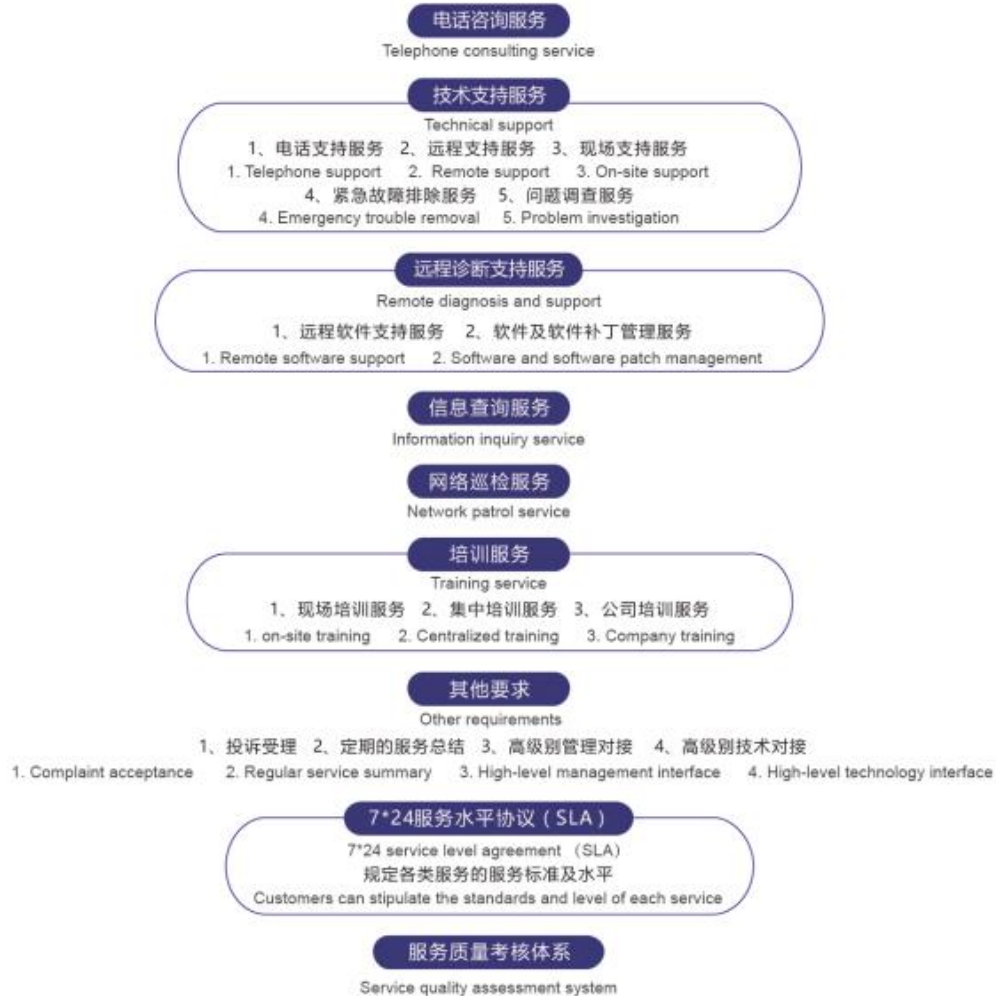 电话咨询服务
Telephone consulting service
技术支持服务
Technical support
1、电话支持服务 2、远程支持服务 3、现场支持服务
1. Telephone support 2. Remote support 3. On-site support
4、紧急故障排除服务 5、问题调查服务
4. Emergency trouble removal 5. Problem investigation
远程诊断支持服务
Remote diagnosis and support
1、远程软件支持服务 2、软件及软件补丁管理服务
1. Remote software support 2. Software and software patch management
信息查询服务
Information inquiry service
网络巡检服务
Network patrol service
培训服务
Training service
1、现场培训服务 2、集中培训服务 3、公司培训服务
1. on-site training 2. Centralized training 3. Company training
其他要求
Other requirements
1、投诉受理 2、定期的服务总结 3、高级别管理对接 4、高级别技术对接
1. Complaint acceptance 2. Regular service summary 3. High-level management interface 4. High-level technology interface
7*24服务水平协议（SLA）
7*24 service level agreement （SLA）
规定各类服务的服务标准及水平
Customers can stipulate the standards and level of each service
服务质量考核体系
Service quality assessment system